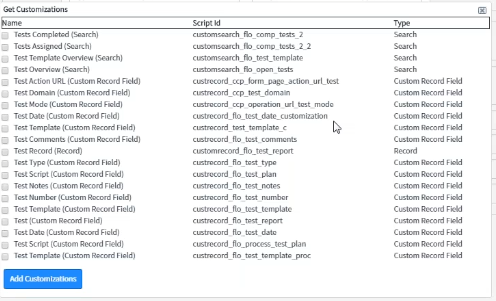 Get Customizations
Name Script Id Type
Tests Completed (Search) customsearch_flo_comp_tests_2 Search
Tests Assigned (Search) customsearch_flo_comp_tests_2_2 Search
Test Template Overview (Search) customsearch_flo_test_template Search
Test Overview (Search) customsearch_flo_open_tests Search
Test Action URL (Custom Record Field) custrecord_ccp_form_page_action_url_test Custom Record Field
Test Domain (Custom Record Field) custrecord_ccp_test_domain Custom Record Field
Test Mode (Custom Record Field) custrecord_ccp_operation_url_test_mode Custom Record Field
Test Date (Custom Record Field) custrecord_flo_test_date_customization Custom Record Field
Test Template (Custom Record Field) custrecord_test_template_c Custom Record Field
Test Comments (Custom Record Field) custrecord_flo_test_comments Custom Record Field
Test Record (Record) customrecord_flo_test_report Record
Test Type (Custom Record Field) custrecord_flo_test_type Custom Record Field
Test Script (Custom Record Field) custrecord_flo_test_plan Custom Record Field
Test Notes (Custom Record Field) custrecord_flo_test_notes Custom Record Field
Test Number (Custom Record Field) custrecord_flo_test_number Custom Record Field
Test Template (Custom Record Field) custrecord_flo_test_template Custom Record Field
Test (Custom Record Field) custrecord_flo_test_report Custom Record Field
Test Date (Custom Record Field) custrecord_flo_test_date Custom Record Field
Test Script (Custom Record Field) custrecord_flo_process_test_plan Custom Record Field
Test Template (Custom Record Field) custrecord_flo_test_template_proc Custom Record Field
Add Customizations